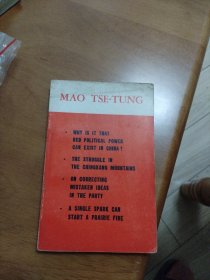 MAO TSE-TUNG
• WHY IS IT THAT
RED POLITICAL POWER
CAN EXIST IN CHINA?
• THE STRUGGLE IN
THE CHINGKANG MOUNTAINS
• ON CORRECTING
MISTAKEN IDEAS
IN THE PARTY
• A SINGLE SPARK CAN
START A PRAIRIE FIRE